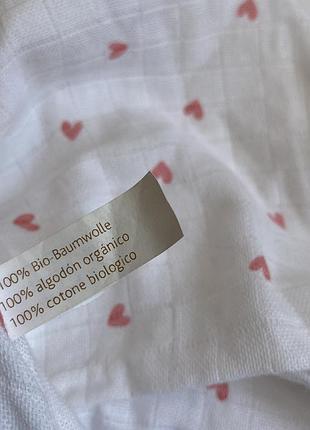 100% Bio-Baumwolle
100% algodón orgánico
100% cotone biologico